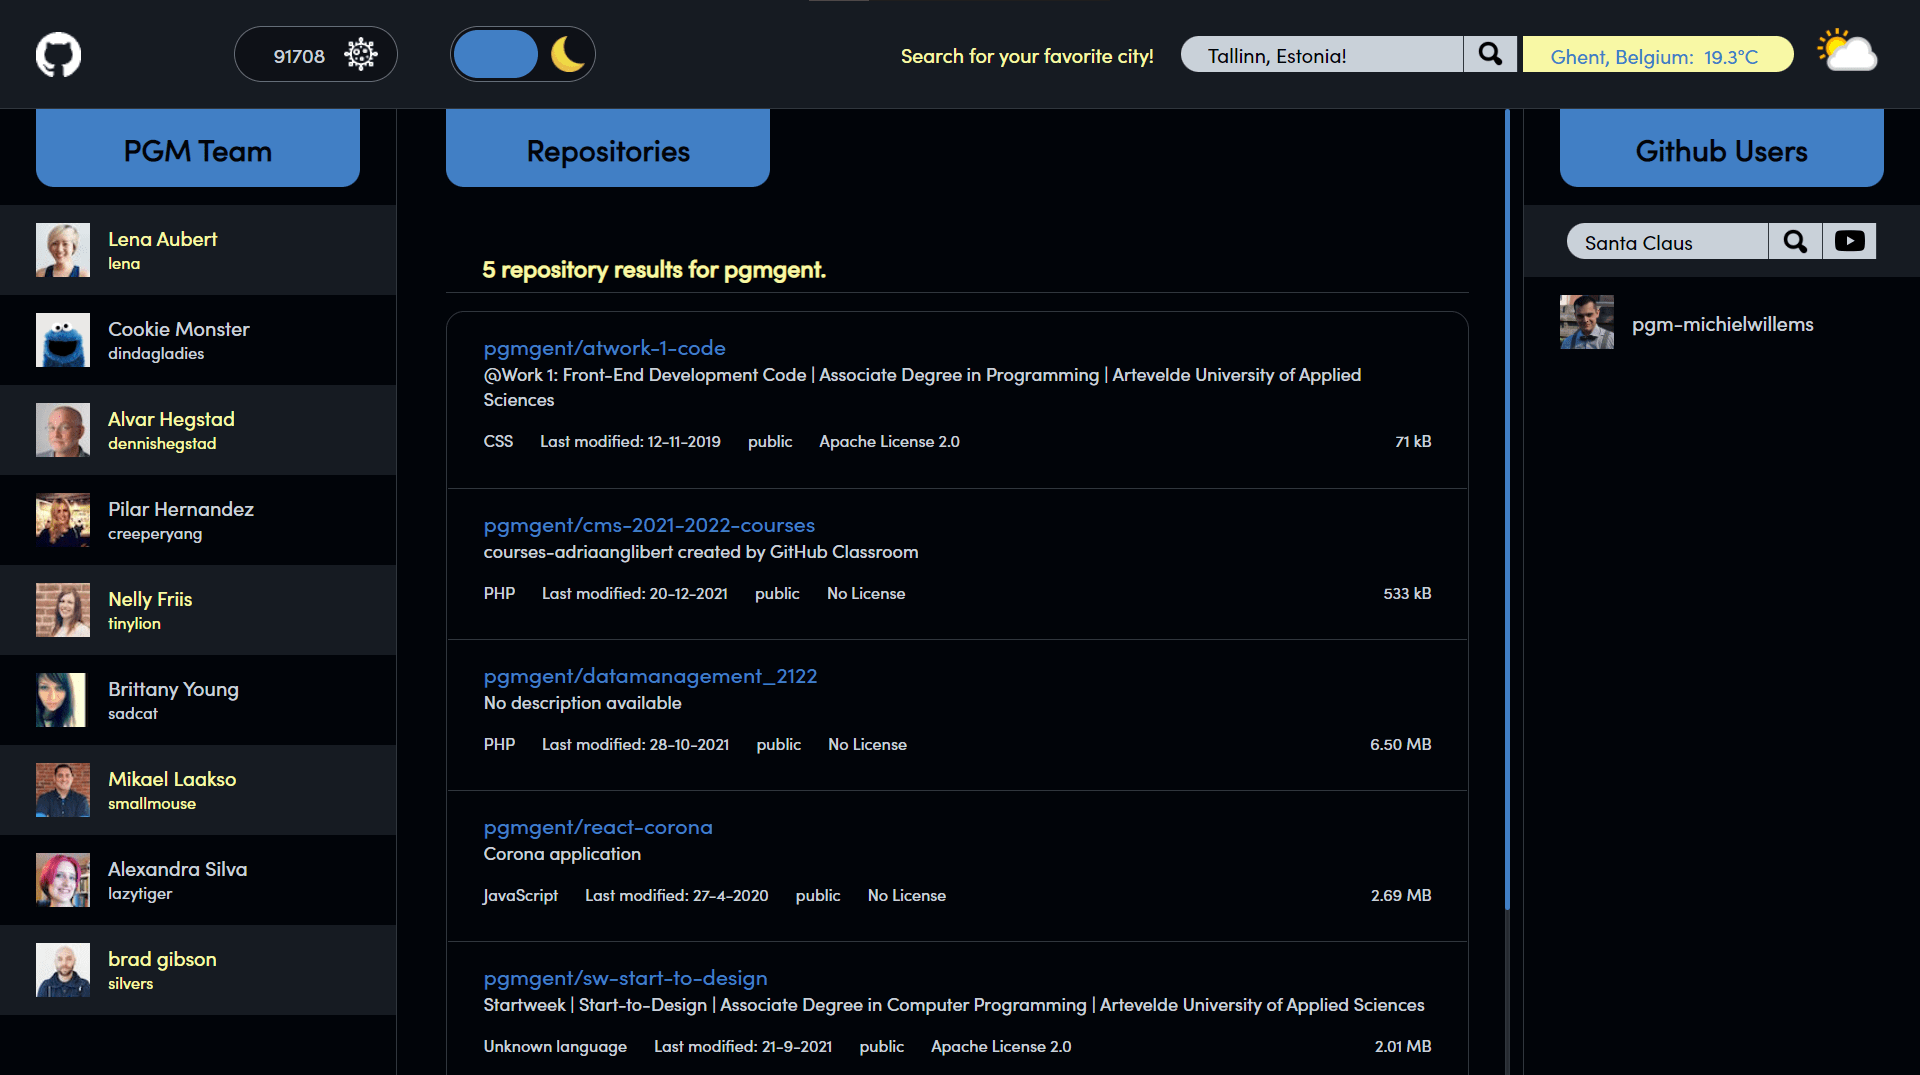 91708
Search for your favorite city!
Tallinn, Estonia!
Ghent, Belgium: 19.3°C
PGM Team
Lena Aubert
lena
Cookie Monster
dindagladies
Alvar Hegstad
dennishegstad
Pilar Hernandez
creeperyang
Nelly Friis
tinylion
Brittany Young
sadcat
Mikael Laakso
smallmouse
Alexandra Silva
lazytiger
brad gibson
silvers
Repositories
5 repository results for pgmgent.
pgmgent/atwork-1-code
@Work 1: Front-End Development Code | Associate Degree in Programming | Artevelde University of Applied
Sciences
CSS Last modified: 12-11-2019 public Apache License 2.0 71 kB
pgmgent/cms-2021-2022-courses
courses-adriaanglibert created by GitHub Classroom
PHP Last modified: 20-12-2021 public No License 533 kB
pgmgent/datamanagement_2122
No description available
PHP Last modified: 28-10-2021 public No License 6.50 MB
pgmgent/react-corona
Corona application
JavaScript Last modified: 27-4-2020 public No License 2.69 MB
pgmgent/sw-start-to-design
Startweek | Start-to-Design | Associate Degree in Computer Programming | Artevelde University of Applied Sciences
Unknown language Last modified: 21-9-2021 public Apache License 2.0 2.01 MB
Github Users
Santa Claus
pgm-michielwillems